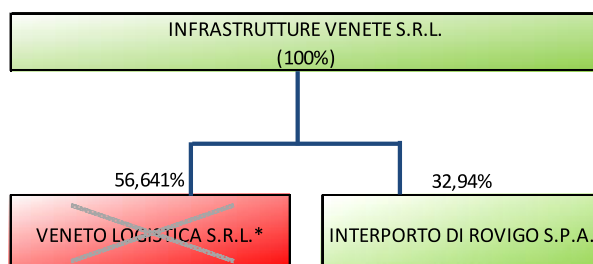 INFRASTRUTTURE VENETE S.R.L.
(100%)
56,641%
32,94%
VENETO LOGISTICA S.R.L.*
INTERPORTO DI ROVIGO S.P.A.